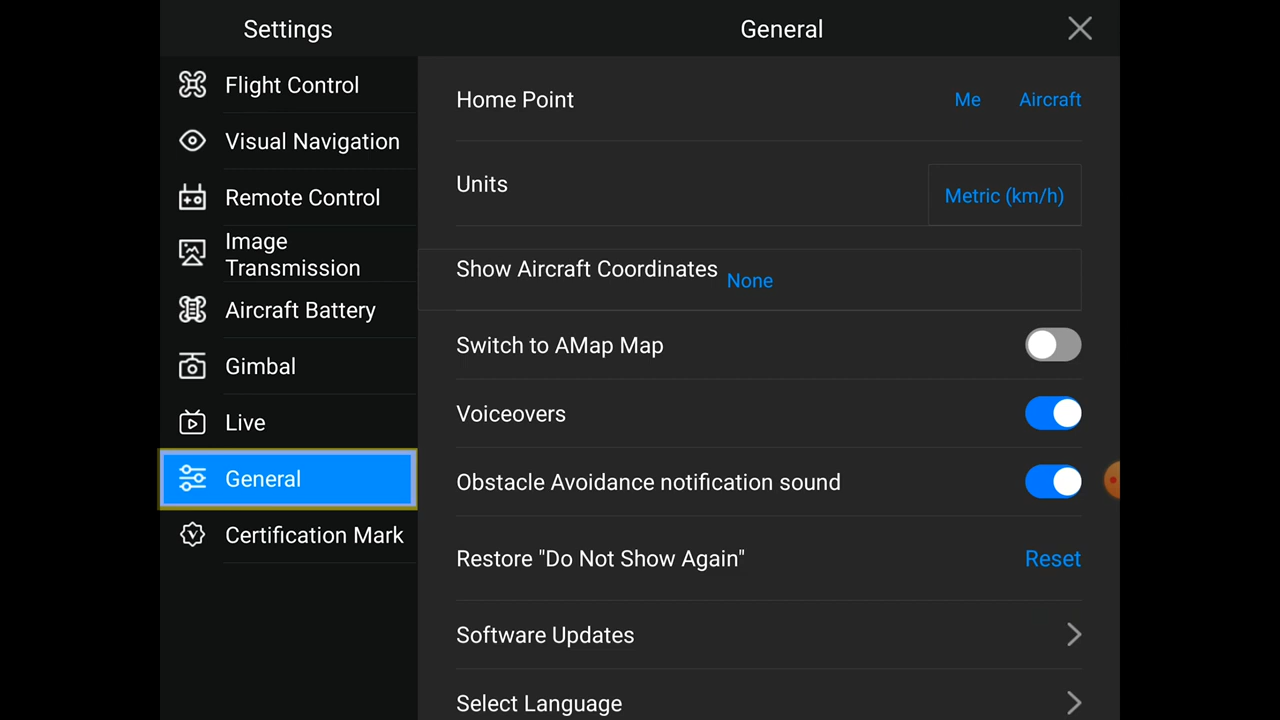 Settings
General
Flight Control
Visual Navigation
Remote Control
Image
Transmission
Aircraft Battery
Gimbal
Live
General
Certification Mark
Home Point Me Aircraft
Units Metric (km/h)
Show Aircraft Coordinates None
Switch to AMap Map
Voiceovers
Obstacle Avoidance notification sound
Restore "Do Not Show Again" Reset
Software Updates
Select Language